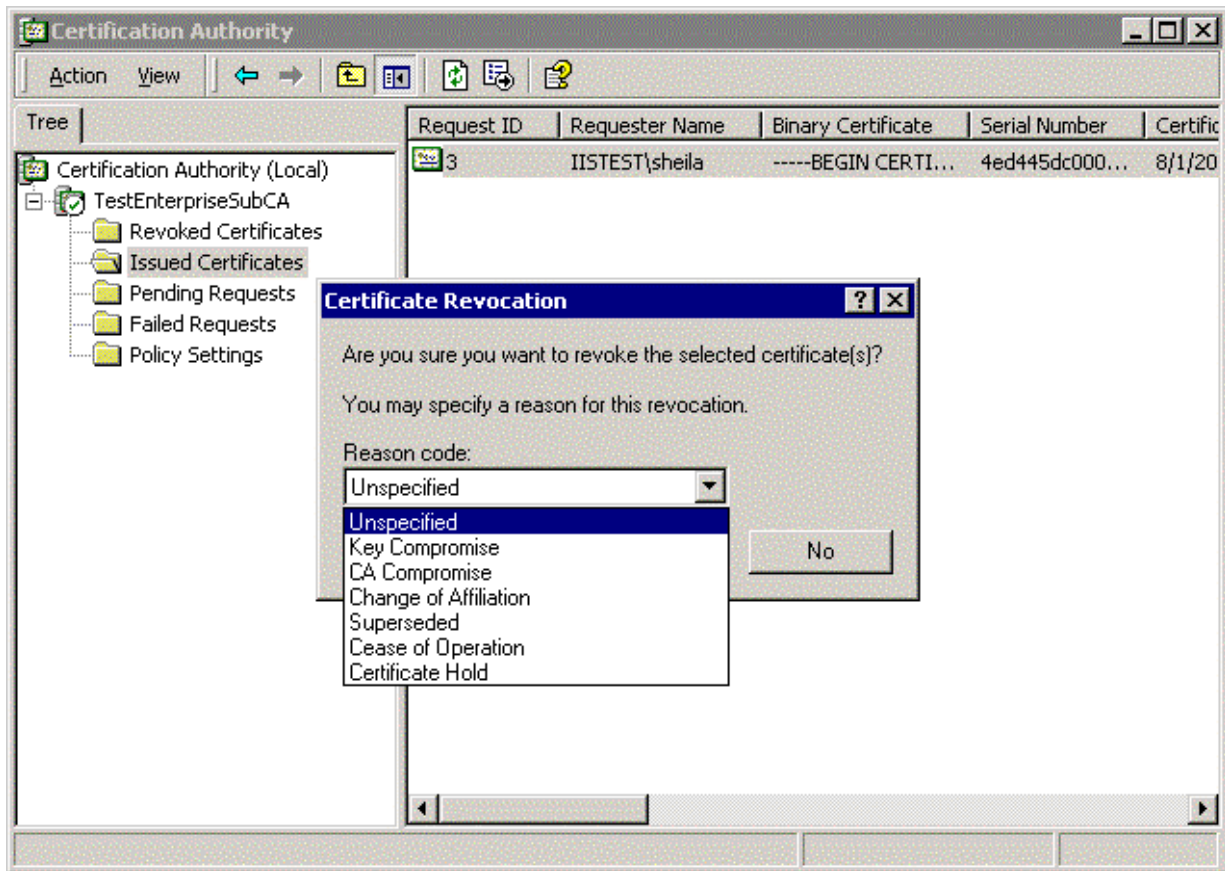 Certification Authority
Action View
Tree
Request ID Requester Name Binary Certificate Serial Number Certific
3 IISTEST\sheila -----BEGIN CERTI... 4ed445dc000... 8/1/20
Certification Authority (Local)
TestEnterpriseSubCA
Revoked Certificates
Issued Certificates
Pending Requests
Failed Requests
Policy Settings
Certificate Revocation
Are you sure you want to revoke the selected certificate(s)?
You may specify a reason for this revocation.
Reason code:
Unspecified
Unspecified
Key Compromise
CA Compromise
Change of Affiliation
Superseded
Cease of Operation
Certificate Hold
No